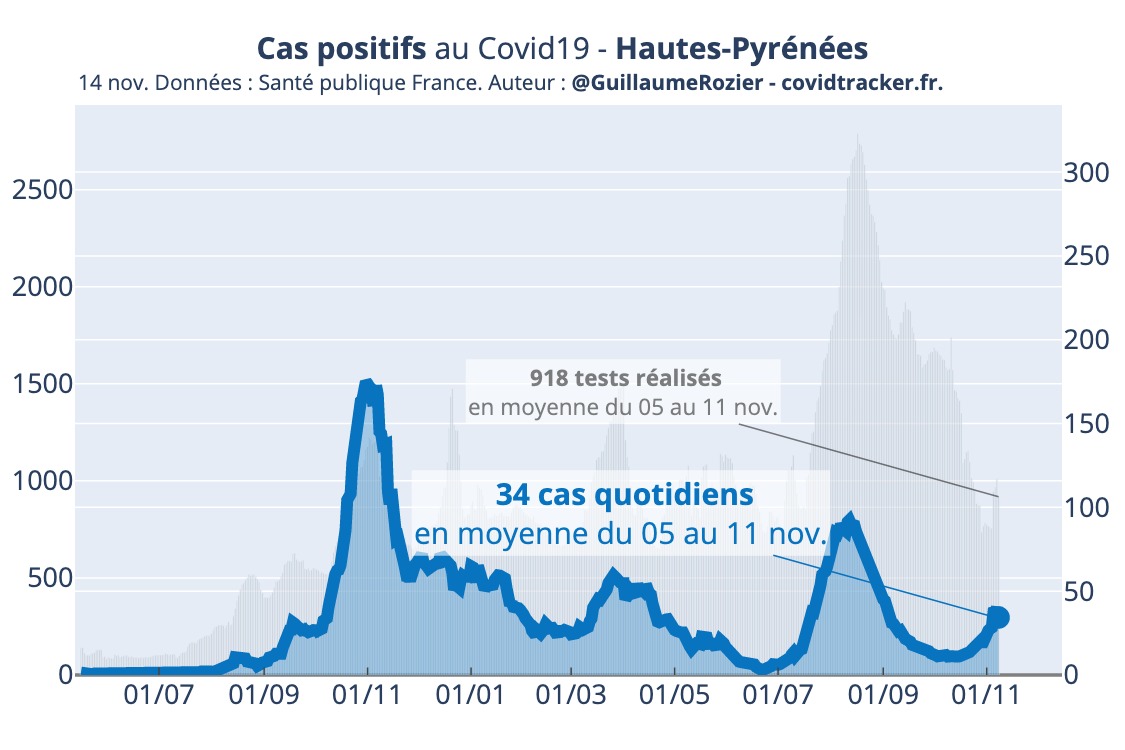 Cas positifs au Covid19 - Hautes-Pyrénées
14 nov. Données : Santé publique France. Auteur : @GuillaumeRozier - covidtracker.fr.
2500
2000
1500
1000
500
0
300
250
200
150
100
50
0
918 tests réalisés
en moyenne du 05 au 11 nov.
34 cas quotidiens
en moyenne du 05 au 11 nov.
01/07 01/09 01/11 01/01 01/03 01/05 01/07 01/09 01/11